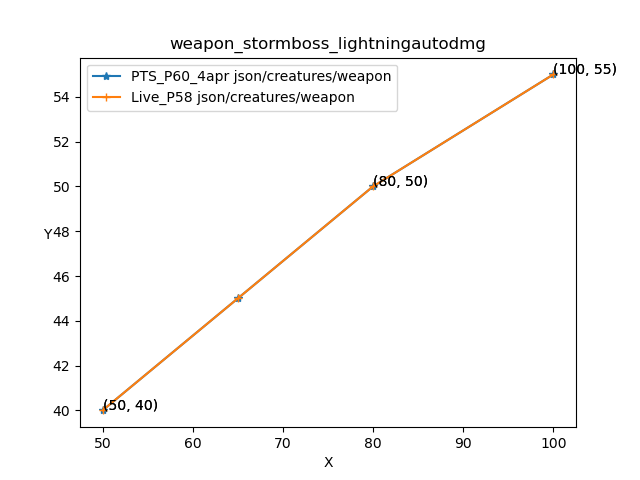 weapon_stormboss_lightningautodmg
PTS_P60_4apr json/creatures/weapon
Live_P58 json/creatures/weapon
(100, 55)
(80, 50)
(50, 40)
54
52
50
48
46
44
42
40
Y
50 60 70 80 90 100
X